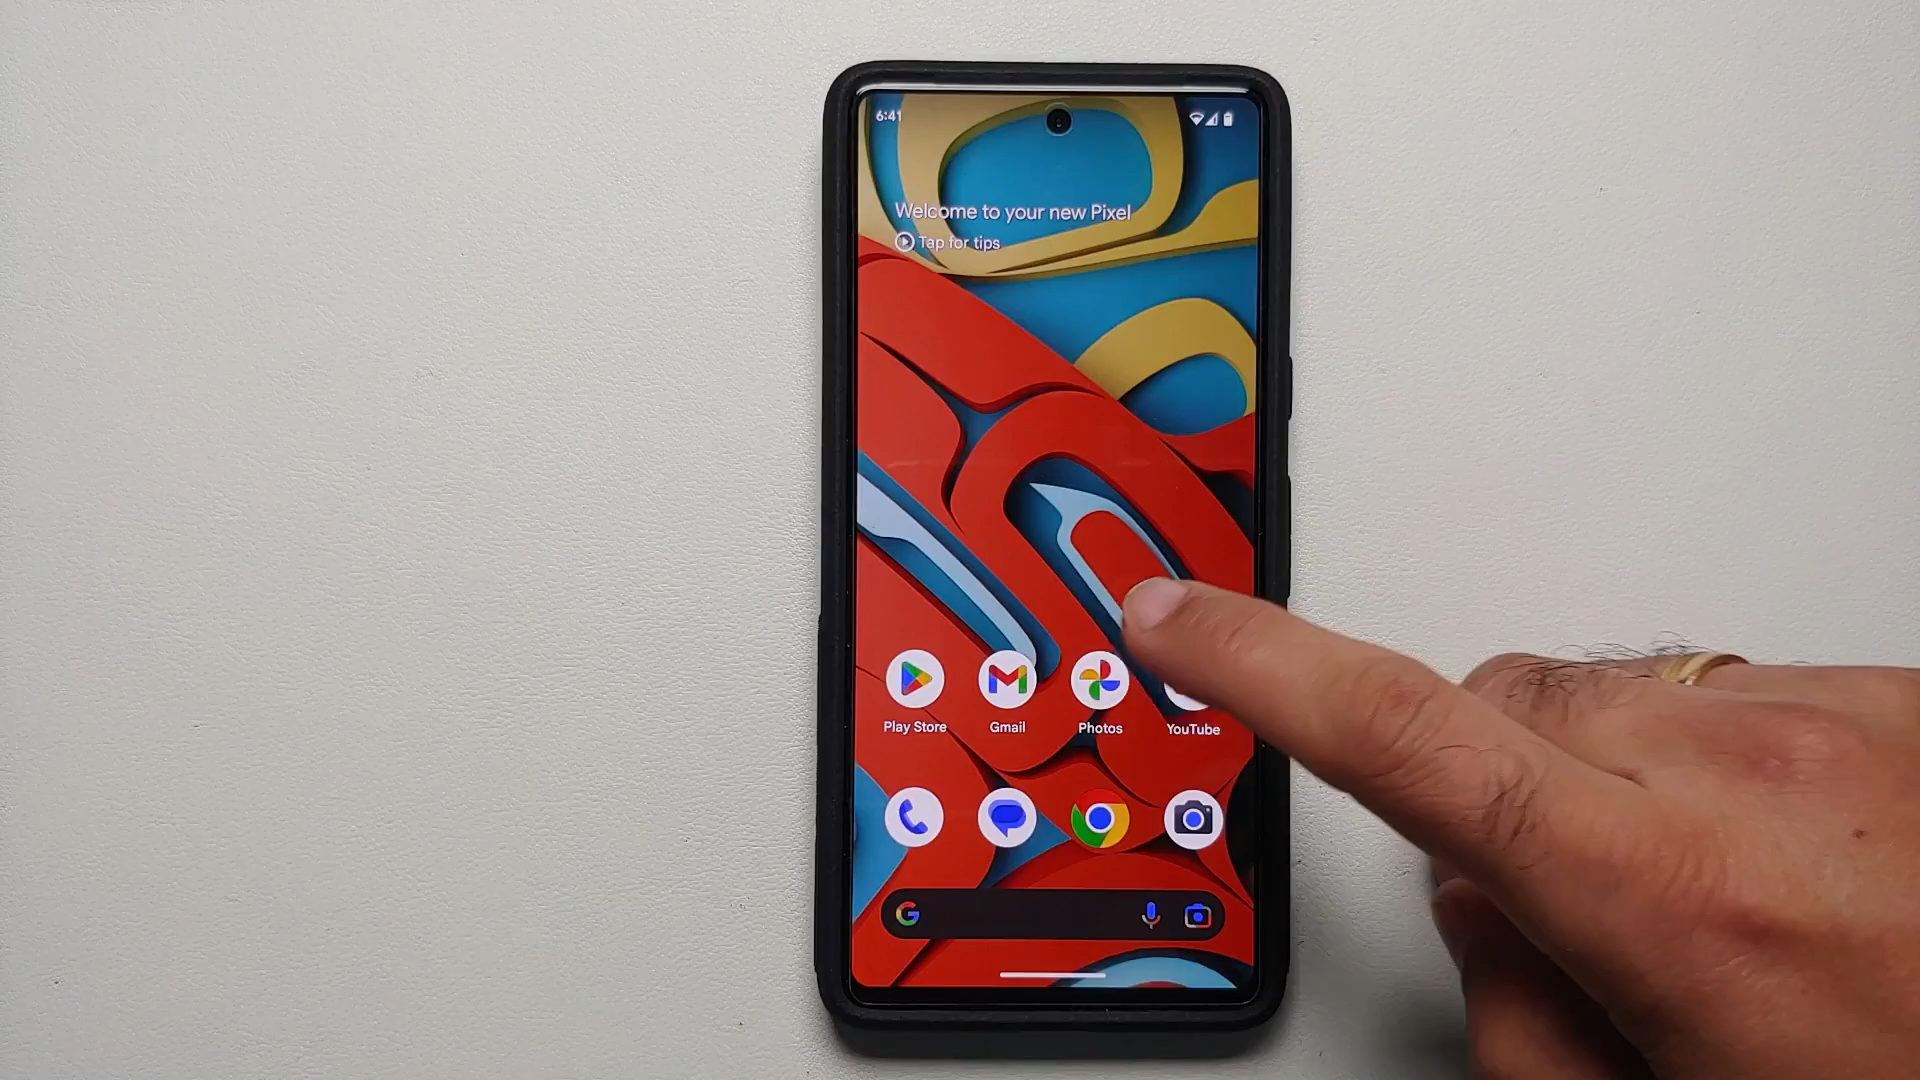 6:41
Welcome to your new Pixel
Tap for tips
Play Store
Gmail
Photos
YouTube